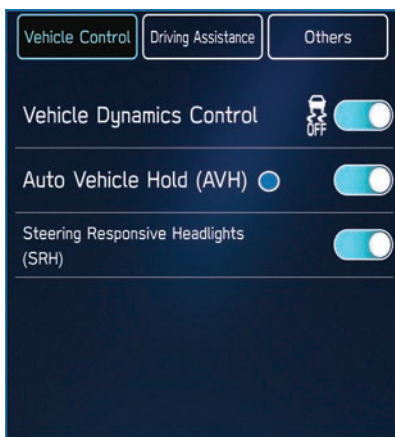 Vehicle Control
Driving Assistance
Others
Vehicle Dynamics Control
OFF
Auto Vehicle Hold (AVH)
Steering Responsive Headlights
(SRH)